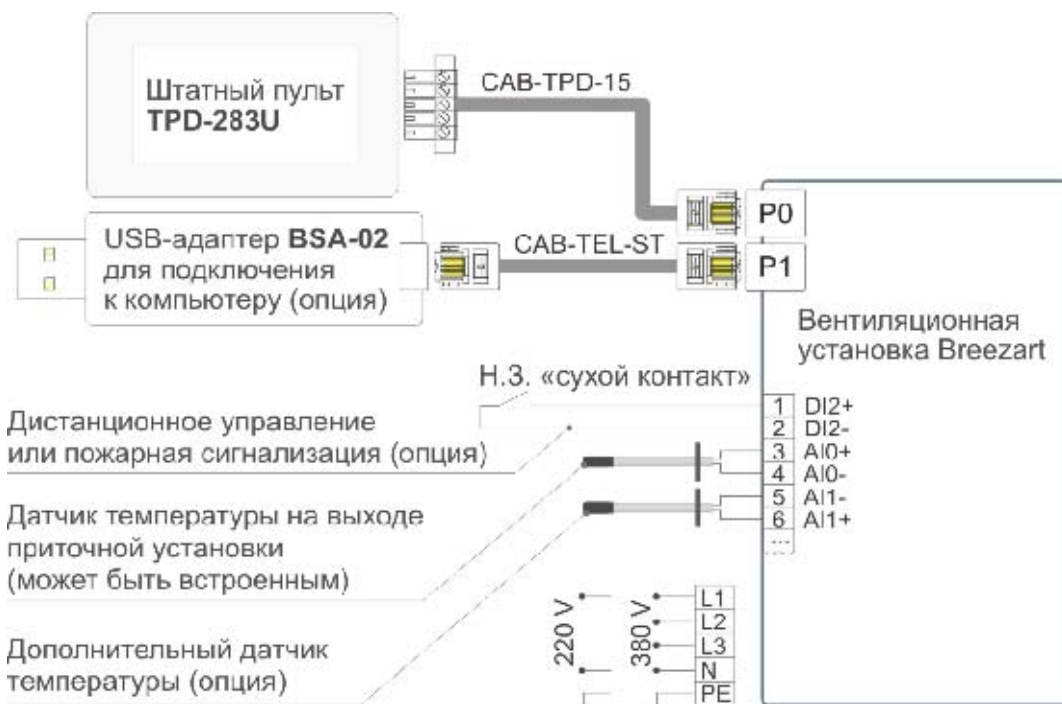 Штатный пульт
TPD-283U
CAB-TPD-15
P0
USB-адаптер BSA-02
для подключения
к компьютеру (опция)
CAB-TEL-ST
P1
Вентиляционная
установка Breezart
Н.З. «сухой контакт»
Дистанционное управление
или пожарная сигнализация (опция)
1 DI2+
2 DI2-
3 AI0+
4 AI0-
5 AI1-
6 AI1+
...
Датчик температуры на выходе
приточной установки
(может быть встроенным)
Дополнительный датчик
температуры (опция)
220 V
380 V
L1
L2
L3
N
PE